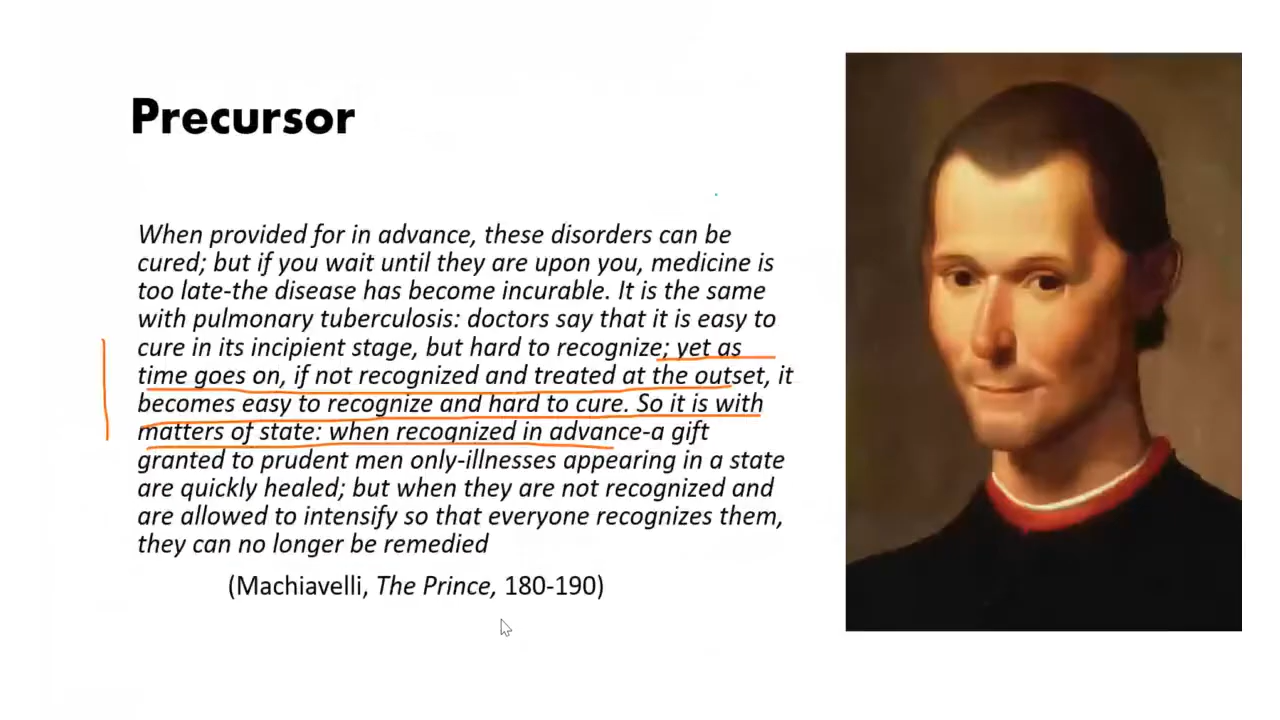 Precursor
When provided for in advance, these disorders can be
cured; but if you wait until they are upon you, medicine is
too late-the disease has become incurable. It is the same
with pulmonary tuberculosis: doctors say that it is easy to
cure in its incipient stage, but hard to recognize; yet as
time goes on, if not recognized and treated at the outset, it
becomes easy to recognize and hard to cure. So it is with
matters of state: when recognized in advance-a gift
granted to prudent men only-illnesses appearing in a state
are quickly healed; but when they are not recognized and
are allowed to intensify so that everyone recognizes them,
they can no longer be remedied
(Machiavelli, The Prince, 180-190)